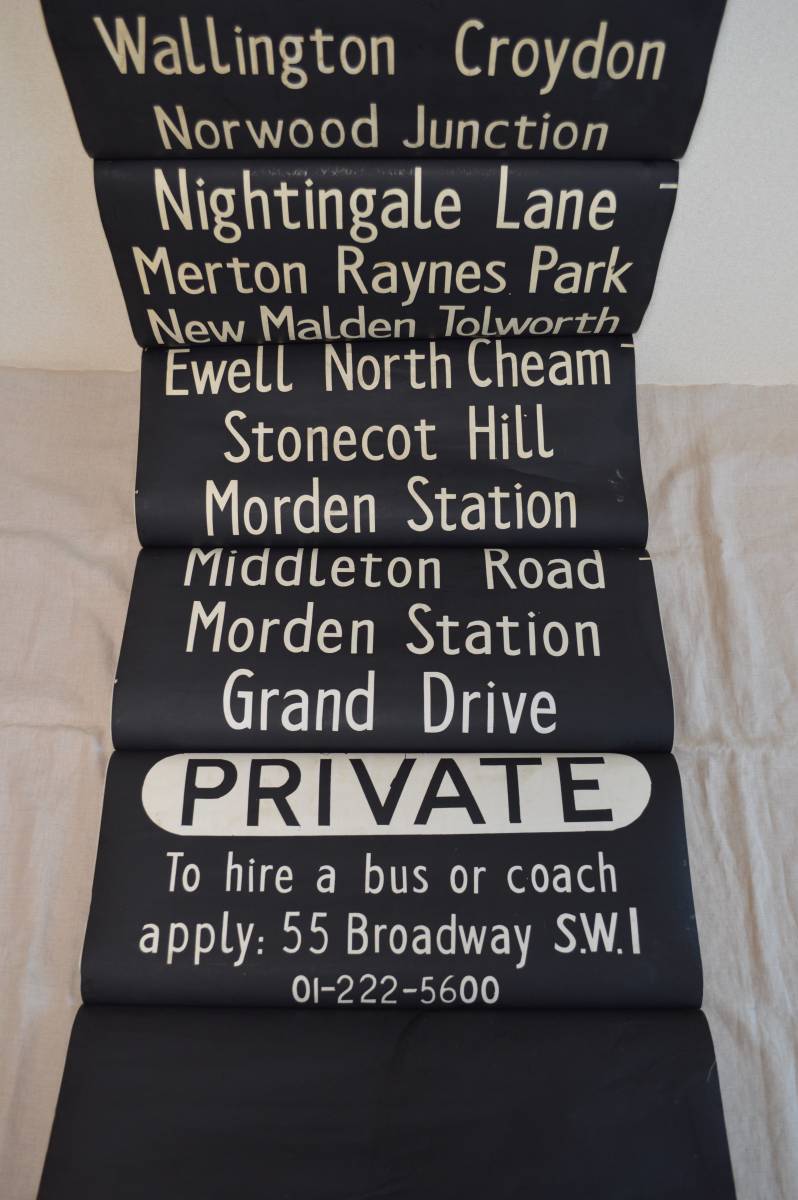 Wallington Croydon
Norwood Junction
Nightingale Lane
Merton Raynes Park
New Malden Tolworth
Ewell North Cheam
Stonecot Hill
Morden Station
Middleton Road
Morden Station
Grand Drive
PRIVATE
To hire a bus or coach
apply: 55 Broadway S.W.1
01-222-5600